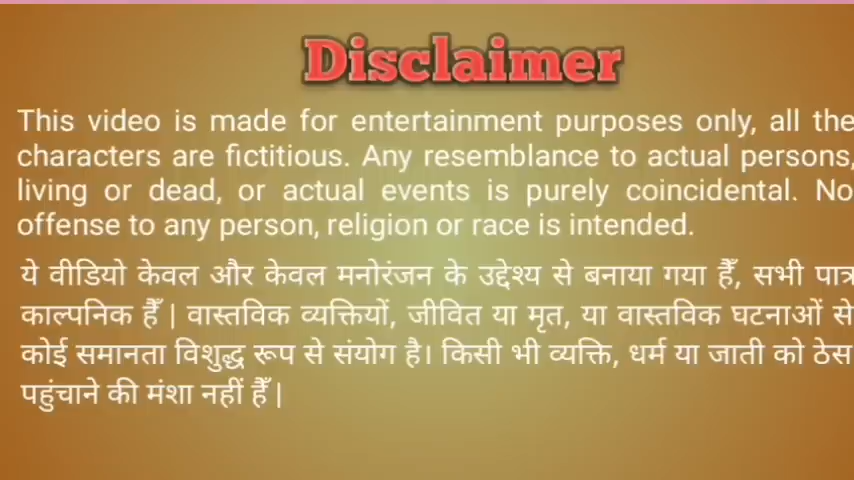 Disclaimer
This video is made for entertainment purposes only, all the
characters are fictitious. Any resemblance to actual persons,
living or dead, or actual events is purely coincidental. No
offense to any person, religion or race is intended.
ये वीडियो केवल और केवल मनोरंजन के उद्देश्य से बनाया गया हैँ, सभी पात्र
काल्पनिक हैँ | वास्तविक व्यक्तियों, जीवित या मृत, या वास्तविक घटनाओं से
कोई समानता विशुद्ध रूप से संयोग है। किसी भी व्यक्ति, धर्म या जाती को ठेस
पहुंचाने की मंशा नहीं हैँ |